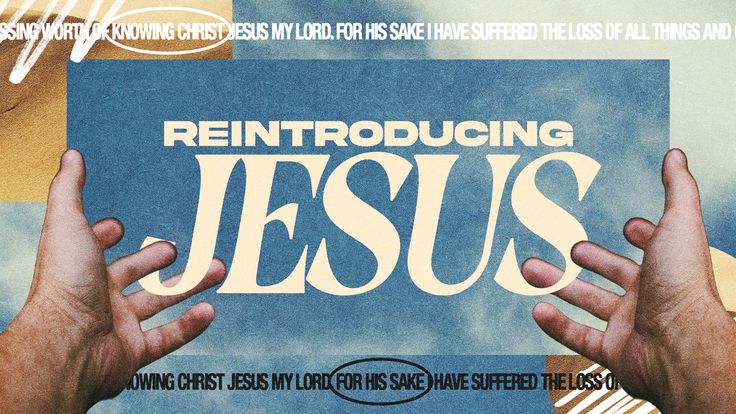 WORTH OF KNOWING CHRIST JESUS MY LORD. FOR HIS SAKE I HAVE SUFFERED THE LOSS OF ALL THINGS AND
REINTRODUCING
JESUS
KNOWING CHRIST JESUS MY LORD. FOR HIS SAKE I HAVE SUFFERED THE LOSS OF